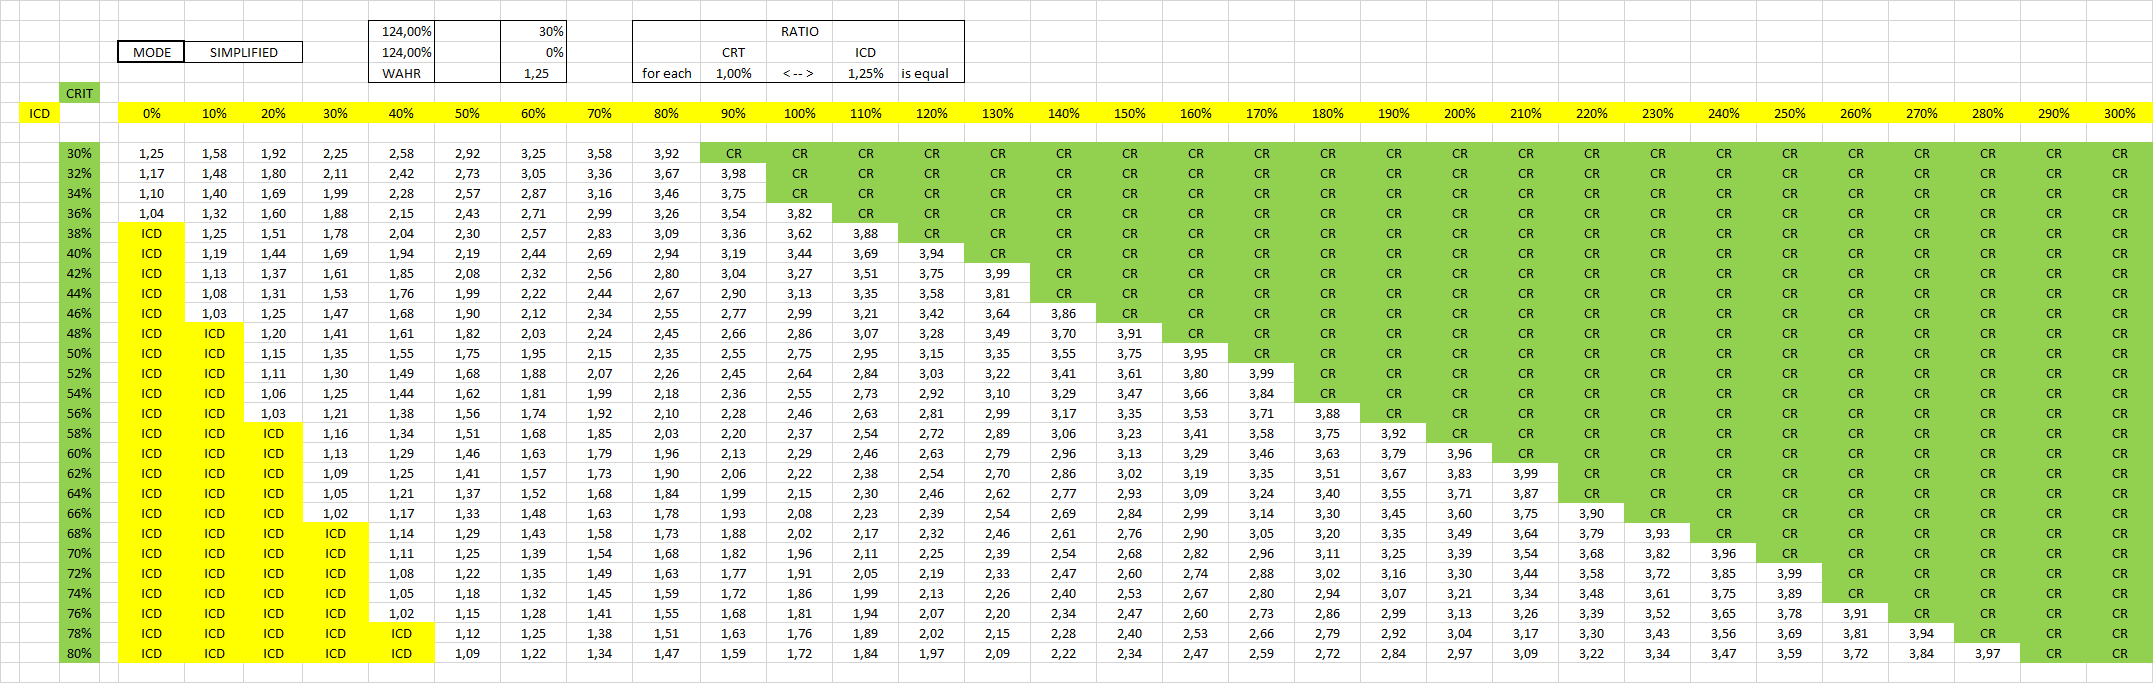 124,00% 30% RATIO
MODE SIMPLIFIED 124,00% 0% CRT ICD
WAHR 1,25 for each 1,00% < -- > 1,25% is equal
CRIT
ICD 0% 10% 20% 30% 40% 50% 60% 70% 80% 90% 100% 110% 120% 130% 140% 150% 160% 170% 180% 190% 200% 210% 220% 230% 240% 250% 260% 270% 280% 290% 300%
30% 1,25 1,58 1,92 2,25 2,58 2,92 3,25 3,58 3,92 CR CR CR CR CR CR CR CR CR CR CR CR CR CR CR CR CR CR CR CR CR CR
32% 1,17 1,48 1,80 2,11 2,42 2,73 3,05 3,36 3,67 3,98 CR CR CR CR CR CR CR CR CR CR CR CR CR CR CR CR CR CR CR CR CR
34% 1,10 1,40 1,69 1,99 2,28 2,57 2,87 3,16 3,46 3,75 CR CR CR CR CR CR CR CR CR CR CR CR CR CR CR CR CR CR CR CR CR
36% 1,04 1,32 1,60 1,88 2,15 2,43 2,71 2,99 3,26 3,54 3,82 CR CR CR CR CR CR CR CR CR CR CR CR CR CR CR CR CR CR CR CR
38% ICD 1,25 1,51 1,78 2,04 2,30 2,57 2,83 3,09 3,36 3,62 3,88 CR CR CR CR CR CR CR CR CR CR CR CR CR CR CR CR CR CR CR
40% ICD 1,19 1,44 1,69 1,94 2,19 2,44 2,69 2,94 3,19 3,44 3,69 3,94 CR CR CR CR CR CR CR CR CR CR CR CR CR CR CR CR CR CR
42% ICD 1,13 1,37 1,61 1,85 2,08 2,32 2,56 2,80 3,04 3,27 3,51 3,75 3,99 CR CR CR CR CR CR CR CR CR CR CR CR CR CR CR CR CR
44% ICD 1,08 1,31 1,53 1,76 1,99 2,22 2,44 2,67 2,90 3,13 3,35 3,58 3,81 CR CR CR CR CR CR CR CR CR CR CR CR CR CR CR CR CR
46% ICD 1,03 1,25 1,47 1,68 1,90 2,12 2,34 2,55 2,77 2,99 3,21 3,42 3,64 3,86 CR CR CR CR CR CR CR CR CR CR CR CR CR CR CR CR
48% ICD ICD 1,20 1,41 1,61 1,82 2,03 2,24 2,45 2,66 2,86 3,07 3,28 3,49 3,70 3,91 CR CR CR CR CR CR CR CR CR CR CR CR CR CR CR
50% ICD ICD 1,15 1,35 1,55 1,75 1,95 2,15 2,35 2,55 2,75 2,95 3,15 3,35 3,55 3,75 3,95 CR CR CR CR CR CR CR CR CR CR CR CR CR CR
52% ICD ICD 1,11 1,30 1,49 1,68 1,88 2,07 2,26 2,45 2,64 2,84 3,03 3,22 3,41 3,61 3,80 3,99 CR CR CR CR CR CR CR CR CR CR CR CR CR
54% ICD ICD 1,06 1,25 1,44 1,62 1,81 1,99 2,18 2,36 2,55 2,73 2,92 3,10 3,29 3,47 3,66 3,84 CR CR CR CR CR CR CR CR CR CR CR CR CR
56% ICD ICD 1,03 1,21 1,38 1,56 1,74 1,92 2,10 2,28 2,46 2,63 2,81 2,99 3,17 3,35 3,53 3,71 3,88 CR CR CR CR CR CR CR CR CR CR CR CR
58% ICD ICD ICD 1,16 1,34 1,51 1,68 1,85 2,03 2,20 2,37 2,54 2,72 2,89 3,06 3,23 3,41 3,58 3,75 3,92 CR CR CR CR CR CR CR CR CR CR CR
60% ICD ICD ICD 1,13 1,29 1,46 1,63 1,79 1,96 2,13 2,29 2,46 2,63 2,79 2,96 3,13 3,29 3,46 3,63 3,79 3,96 CR CR CR CR CR CR CR CR CR CR
62% ICD ICD ICD 1,09 1,25 1,41 1,57 1,73 1,90 2,06 2,22 2,38 2,54 2,70 2,86 3,02 3,19 3,35 3,51 3,67 3,83 3,99 CR CR CR CR CR CR CR CR CR
64% ICD ICD ICD 1,05 1,21 1,37 1,52 1,68 1,84 1,99 2,15 2,30 2,46 2,62 2,77 2,93 3,09 3,24 3,40 3,55 3,71 3,87 CR CR CR CR CR CR CR CR CR
66% ICD ICD ICD 1,02 1,17 1,33 1,48 1,63 1,78 1,93 2,08 2,23 2,39 2,54 2,69 2,84 2,99 3,14 3,30 3,45 3,60 3,75 3,90 CR CR CR CR CR CR CR CR
68% ICD ICD ICD ICD 1,14 1,29 1,43 1,58 1,73 1,88 2,02 2,17 2,32 2,46 2,61 2,76 2,90 3,05 3,20 3,35 3,49 3,64 3,79 3,93 CR CR CR CR CR CR CR
70% ICD ICD ICD ICD 1,11 1,25 1,39 1,54 1,68 1,82 1,96 2,11 2,25 2,39 2,54 2,68 2,82 2,96 3,11 3,25 3,39 3,54 3,68 3,82 3,96 CR CR CR CR CR CR
72% ICD ICD ICD ICD 1,08 1,22 1,35 1,49 1,63 1,77 1,91 2,05 2,19 2,33 2,47 2,60 2,74 2,88 3,02 3,16 3,30 3,44 3,58 3,72 3,85 3,99 CR CR CR CR CR
74% ICD ICD ICD ICD 1,05 1,18 1,32 1,45 1,59 1,72 1,86 1,99 2,13 2,26 2,40 2,53 2,67 2,80 2,94 3,07 3,21 3,34 3,48 3,61 3,75 3,89 CR CR CR CR CR
76% ICD ICD ICD ICD 1,02 1,15 1,28 1,41 1,55 1,68 1,81 1,94 2,07 2,20 2,34 2,47 2,60 2,73 2,86 2,99 3,13 3,26 3,39 3,52 3,65 3,78 3,91 CR CR CR CR
78% ICD ICD ICD ICD ICD 1,12 1,25 1,38 1,51 1,63 1,76 1,89 2,02 2,15 2,28 2,40 2,53 2,66 2,79 2,92 3,04 3,17 3,30 3,43 3,56 3,69 3,81 3,94 CR CR CR
80% ICD ICD ICD ICD ICD 1,09 1,22 1,34 1,47 1,59 1,72 1,84 1,97 2,09 2,22 2,34 2,47 2,59 2,72 2,84 2,97 3,09 3,22 3,34 3,47 3,59 3,72 3,84 3,97 CR CR